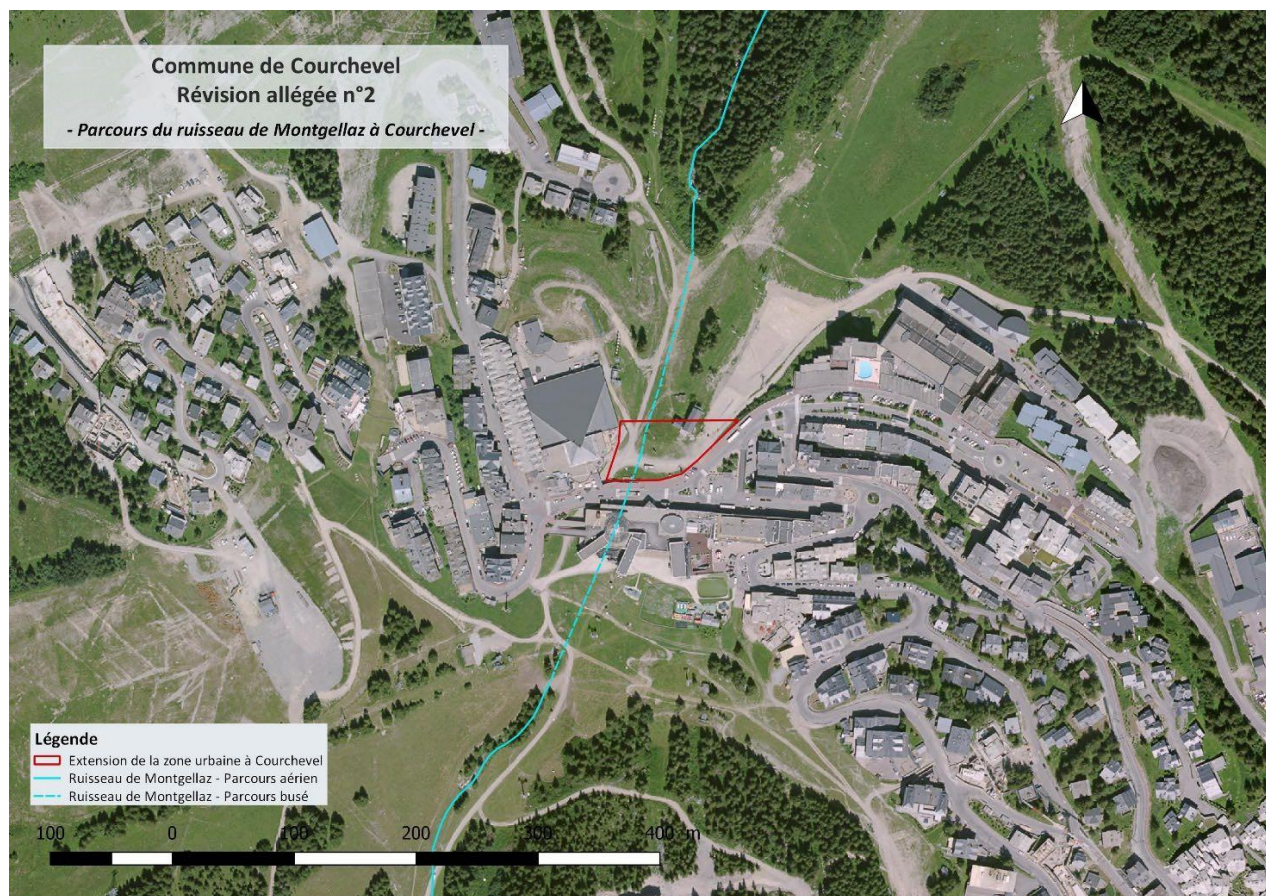 Commune de Courchevel
Révision allégée n°2
- Parcours du ruisseau de Montgellaz à Courchevel -
Légende
Extension de la zone urbaine à Courchevel
Ruisseau de Montgellaz - Parcours aérien
Ruisseau de Montgellaz - Parcours busé
100 0 100 200 300 400 m